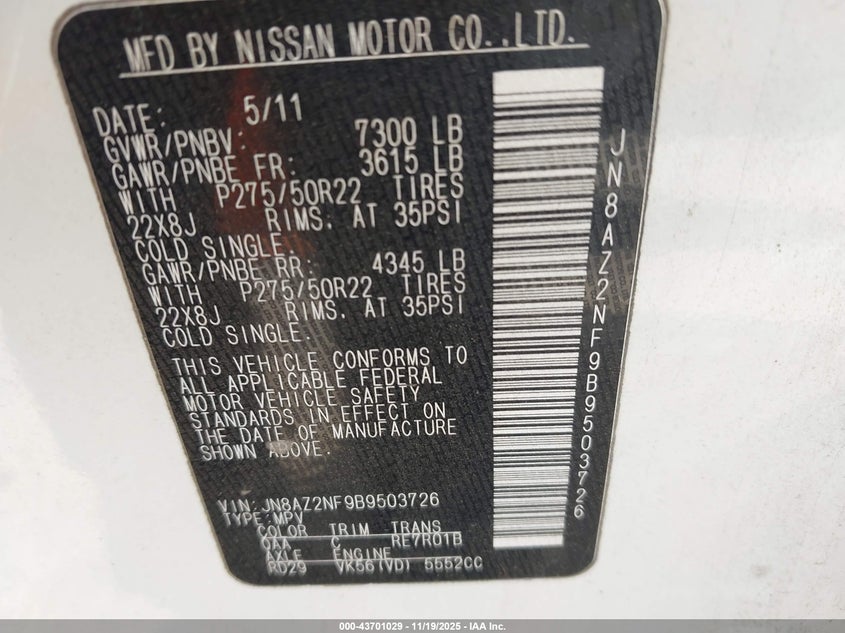 MFD BY NISSAN MOTOR CO.,LTD.
DATE: 5/11
GVWR/PNBV: 7300 LB
GAWR/PNBE FR: 3615 LB
WITH P275/50R22 TIRES
22X8J RIMS, AT 35PSI
COLD SINGLE.
GAWR/PNBE RR: 4345 LB
WITH P275/50R22 TIRES
22X8J RIMS, AT 35PSI
COLD SINGLE.
THIS VEHICLE CONFORMS TO
ALL APPLICABLE FEDERAL
MOTOR VEHICLE SAFETY
STANDARDS IN EFFECT ON
THE DATE OF MANUFACTURE
SHOWN ABOVE.
VIN: JN8AZ2NF9B9503726
TYPE: MPV
COLOR TRIM TRANS
QAA C RE7R01B
AXLE ENGINE
RD29 VK56(VD) 5552CC
JN8AZ2NF9B9503726
000-43701029 - 11/19/2025 - IAA Inc.